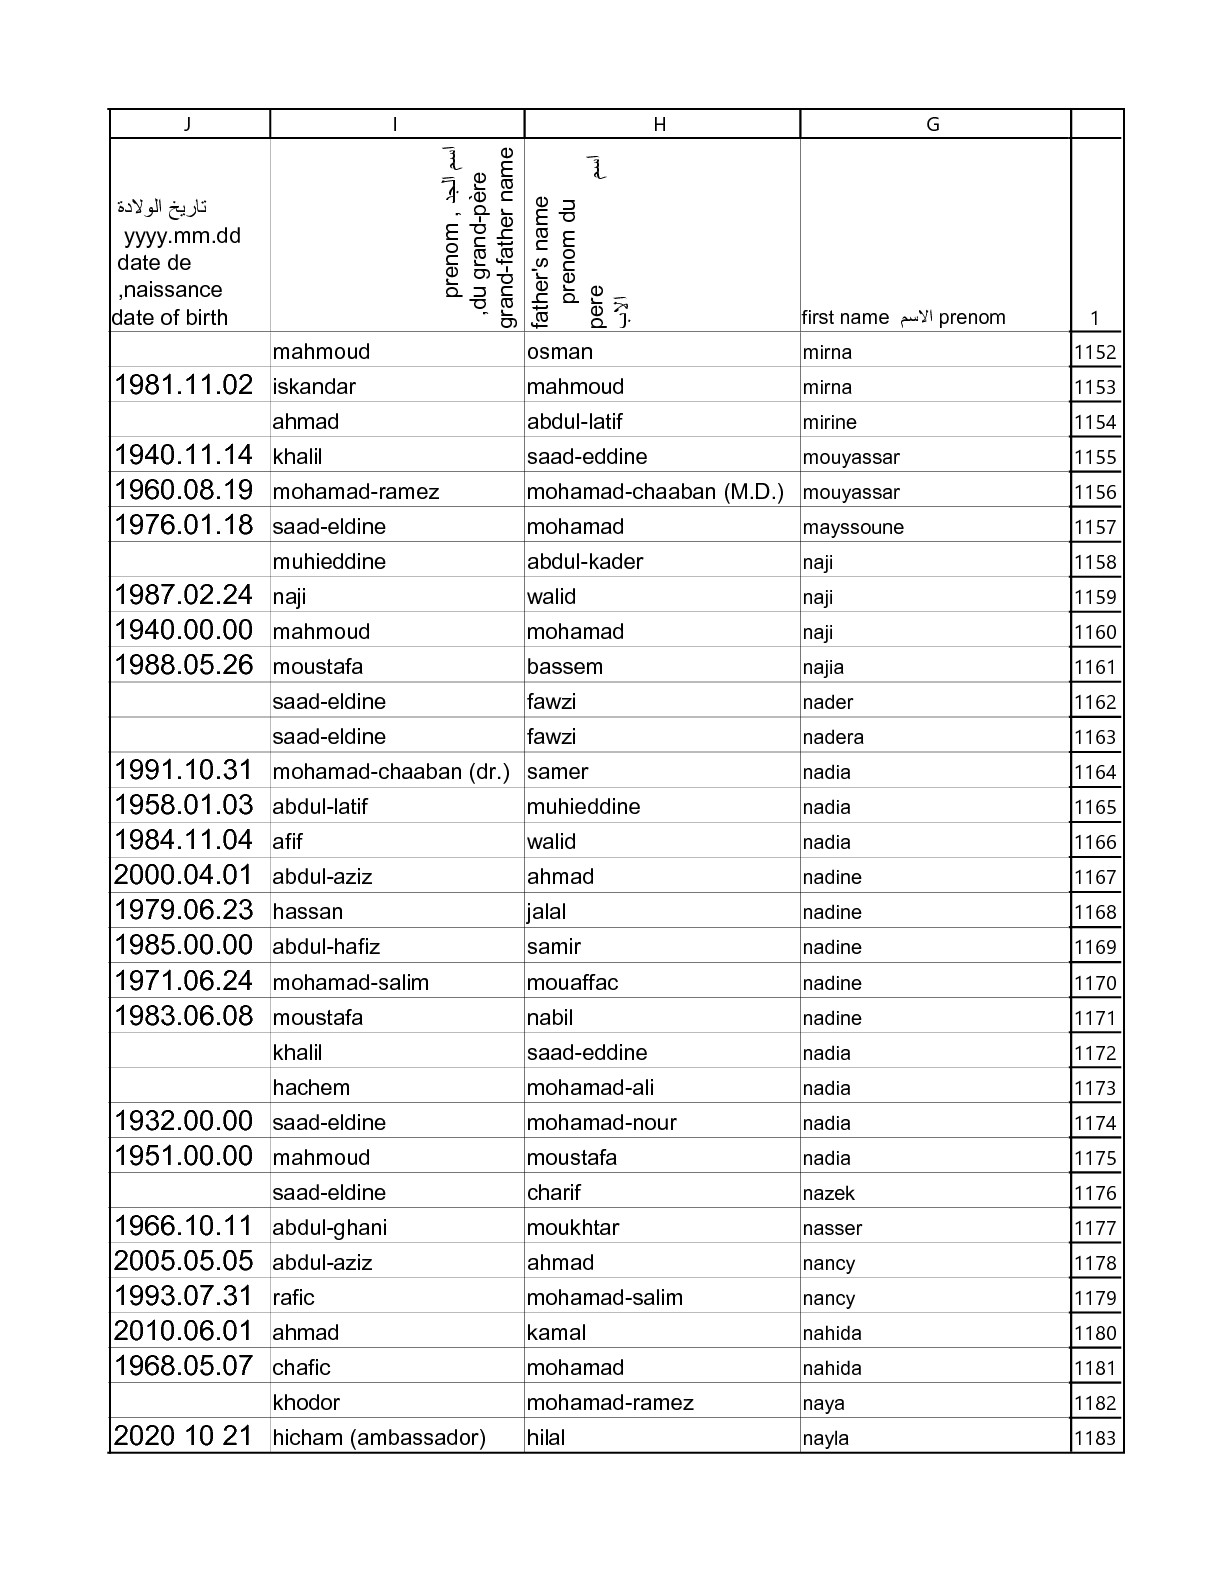 J I H G
تاريخ الولادة
yyyy.mm.dd
date de
,naissance
date of birth
اسم الجد , prenom
,du grand-père
grand-father name
father's name
prenom du
pere اسم
الاب
first name الاسم prenom
1
mahmoud osman mirna 1152
1981.11.02 iskandar mahmoud mirna 1153
ahmad abdul-latif mirine 1154
1940.11.14 khalil saad-eddine mouyassar 1155
1960.08.19 mohamad-ramez mohamad-chaaban (M.D.) mouyassar 1156
1976.01.18 saad-eldine mohamad mayssoune 1157
muhieddine abdul-kader naji 1158
1987.02.24 naji walid naji 1159
1940.00.00 mahmoud mohamad naji 1160
1988.05.26 moustafa bassem najia 1161
saad-eldine fawzi nader 1162
saad-eldine fawzi nadera 1163
1991.10.31 mohamad-chaaban (dr.) samer nadia 1164
1958.01.03 abdul-latif muhieddine nadia 1165
1984.11.04 afif walid nadia 1166
2000.04.01 abdul-aziz ahmad nadine 1167
1979.06.23 hassan jalal nadine 1168
1985.00.00 abdul-hafiz samir nadine 1169
1971.06.24 mohamad-salim mouaffac nadine 1170
1983.06.08 moustafa nabil nadine 1171
khalil saad-eddine nadia 1172
hachem mohamad-ali nadia 1173
1932.00.00 saad-eldine mohamad-nour nadia 1174
1951.00.00 mahmoud moustafa nadia 1175
saad-eldine charif nazek 1176
1966.10.11 abdul-ghani moukhtar nasser 1177
2005.05.05 abdul-aziz ahmad nancy 1178
1993.07.31 rafic mohamad-salim nancy 1179
2010.06.01 ahmad kamal nahida 1180
1968.05.07 chafic mohamad nahida 1181
khodor mohamad-ramez naya 1182
2020 10 21 hicham (ambassador) hilal nayla 1183